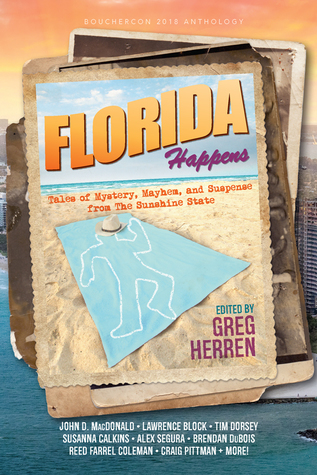 BOUCHERCON 2018 ANTHOLOGY
FLORIDA
Happens
Tales of Mystery, Mayhem, and Suspense
from The Sunshine State
EDITED BY
GREG
HERREN
JOHN D. MACDONALD • LAWRENCE BLOCK • TIM DORSEY
SUSANNA CALKINS • ALEX SEGURA • BRENDAN DUBOIS
REED FARREL COLEMAN • CRAIG PITTMAN + MORE!